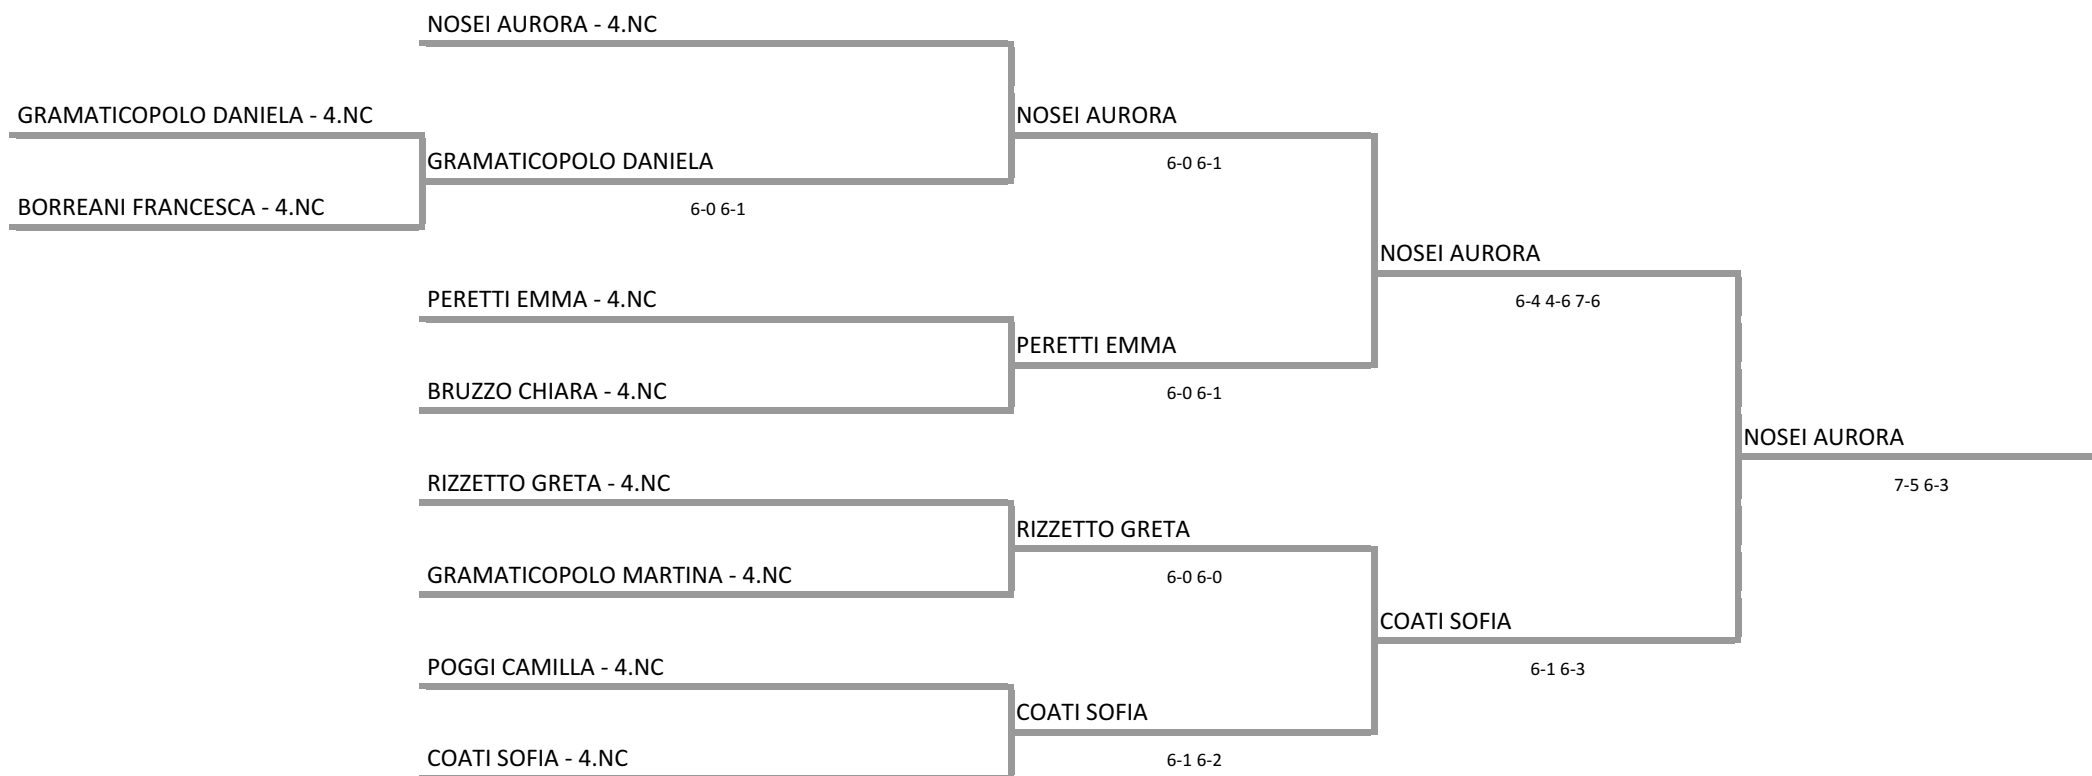 NOSEI AURORA - 4.NC
GRAMATICOPOLO DANIELA - 4.NC
NOSEI AURORA
GRAMATICOPOLO DANIELA
6-0 6-1
BORREANI FRANCESCA - 4.NC
6-0 6-1
NOSEI AURORA
PERETTI EMMA - 4.NC
6-4 4-6 7-6
PERETTI EMMA
BRUZZO CHIARA - 4.NC
6-0 6-1
NOSEI AURORA
RIZZETTO GRETA - 4.NC
7-5 6-3
RIZZETTO GRETA
GRAMATICOPOLO MARTINA - 4.NC
6-0 6-0
COATI SOFIA
POGGI CAMILLA - 4.NC
6-1 6-3
COATI SOFIA
COATI SOFIA - 4.NC
6-1 6-2